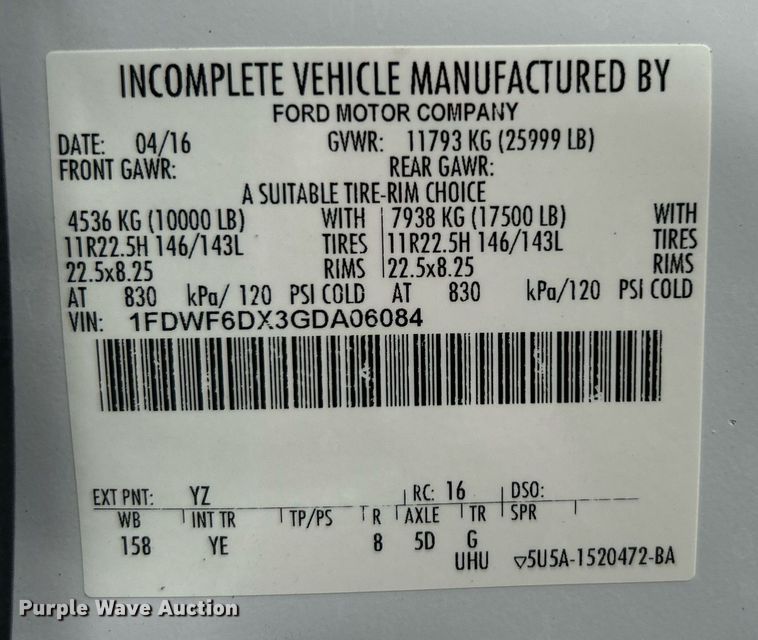 INCOMPLETE VEHICLE MANUFACTURED BY
FORD MOTOR COMPANY
DATE: 04/16 GVWR: 11793 KG (25999 LB)
FRONT GAWR: REAR GAWR:
A SUITABLE TIRE-RIM CHOICE
4536 KG (10000 LB) WITH 7938 KG (17500 LB) WITH
11R22.5H 146/143L TIRES 11R22.5H 146/143L TIRES
22.5x8.25 RIMS 22.5x8.25 RIMS
AT 830 kPa/ 120 PSI COLD AT 830 kPa/120 PSI COLD
VIN: 1FDWF6DX3GDA06084
EXT PNT: YZ RC: 16 DSO:
WB INT TR TP/PS R AXLE TR SPR
158 YE 8 5D G
UHU ▽5U5A-1520472-BA
Purple Wave Auction